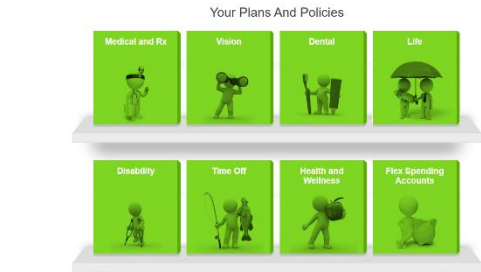 Your Plans And Policies
Medical and Rx
Vision
Dental
Life
Disability
Time Off
Health and
Wellness
Flex Spending
Accounts